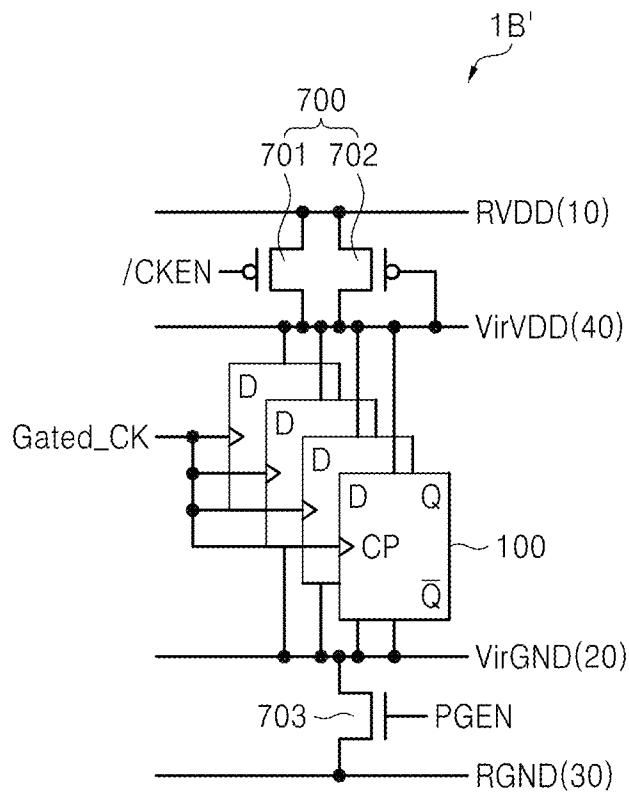 1B'
700
701 702
RVDD(10)
/CKEN
VirVDD(40)
D
Gated_CK
D
D
D Q
CP
100
Q̅
VirGND(20)
703
PGEN
RGND(30)